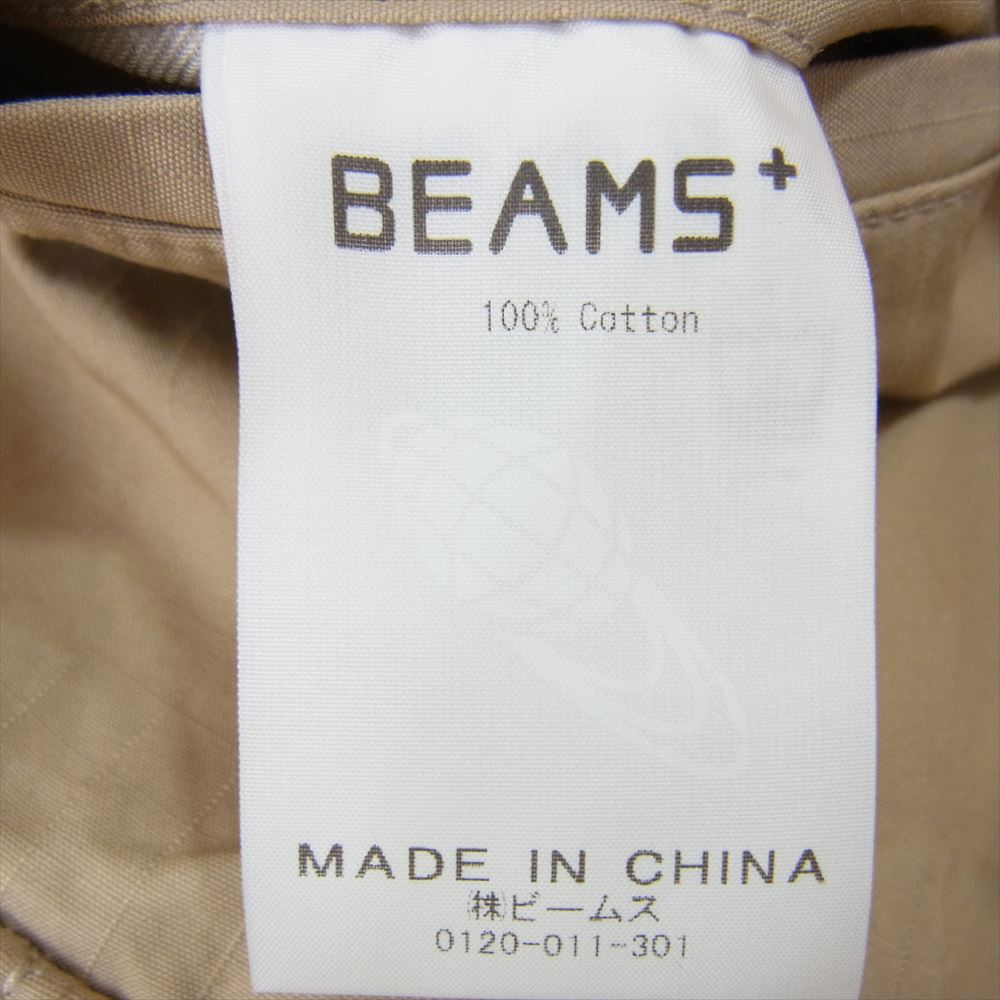 BEAMS+
100% Cotton
MADE IN CHINA
㈱ビームス
0120-011-301